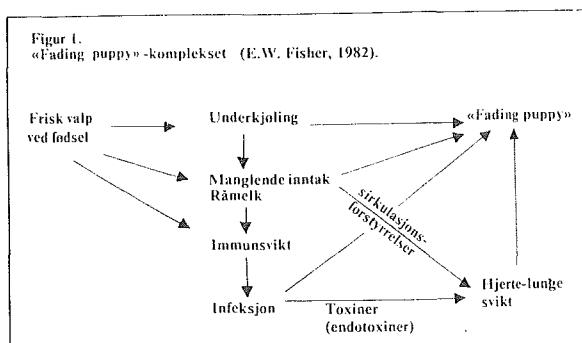 Figur 1.
«Fading puppy»-komplekset (E.W. Fisher, 1982).
Frisk valp
ved fødsel
Underkjøling
«Fading puppy»
Manglende inntak
Råmelk
sirkulasjons-
forstyrrelser
Immunsvikt
Infeksjon
Toxiner
(endotoxiner)
Hjerte-lunge
svikt